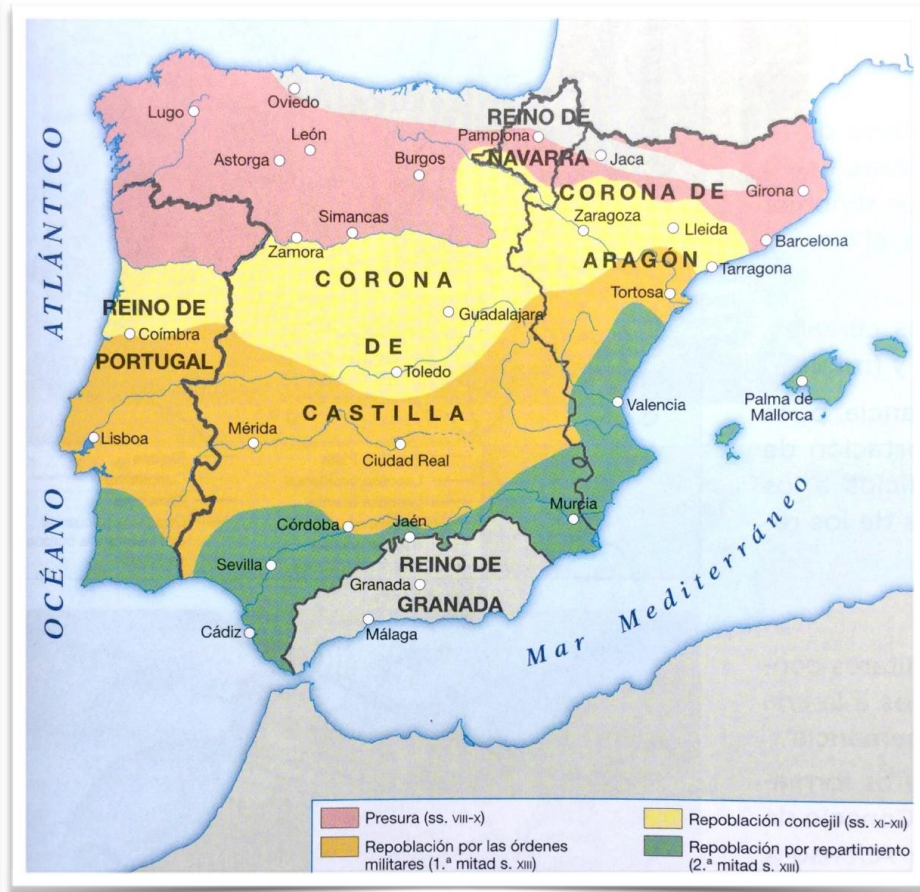 Oviedo
Lugo
León
Astorga
Burgos
REINO DE
Pamplona
NAVARRA
Jaca
CORONA DE
Girona
Zaragoza
Lleida
Barcelona
ARAGÓN
Tarragona
Tortosa
Simancas
Zamora
CORONA
Guadalajara
DE
Toledo
CASTILLA
REINO DE
Coímbra
PORTUGAL
Lisboa
Mérida
Ciudad Real
Valencia
Palma de
Mallorca
Murcia
Córdoba
Jaén
Sevilla
REINO DE
Granada
GRANADA
Cádiz
Málaga
OCÉANO ATLÁNTICO
Mar Mediterráneo
Presura (ss. VIII-X)
Repoblación concejil (ss. XI-XII)
Repoblación por las órdenes
militares (1.ª mitad s. XIII)
Repoblación por repartimiento
(2.ª mitad s. XIII)